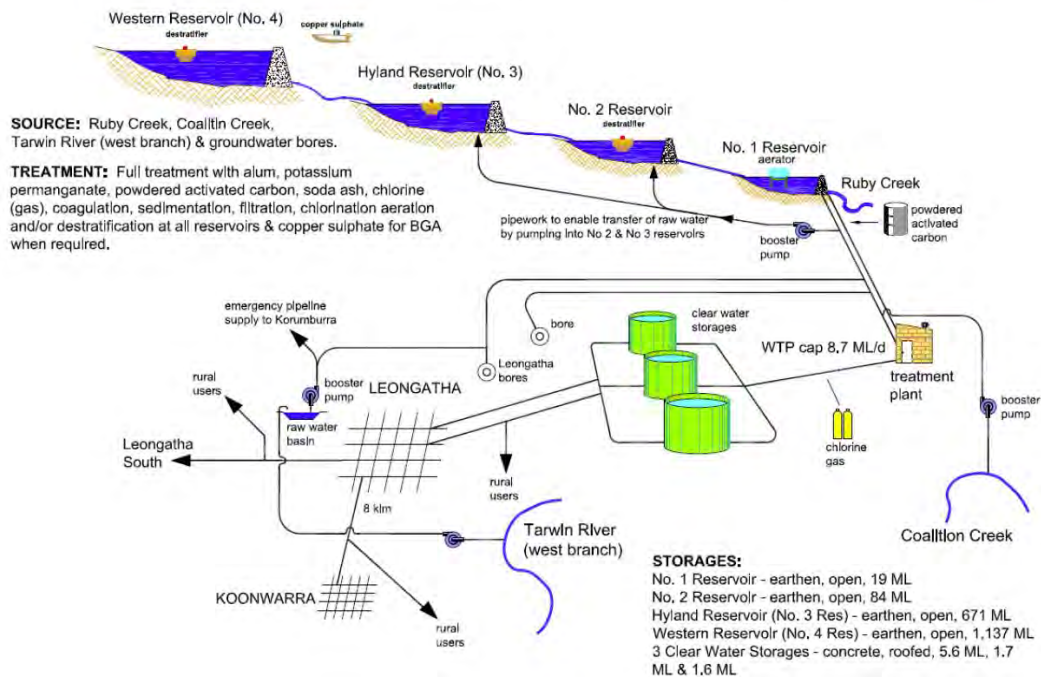 Western Reservoir (No. 4)
destratifier
copper sulphate
Hyland Reservoir (No. 3)
destratifier
No. 2 Reservoir
destratifier
No. 1 Reservoir
aerator
Ruby Creek
powdered
activated
carbon
SOURCE: Ruby Creek, Coaltin Creek,
Tarwin River (west branch) & groundwater bores.
TREATMENT: Full treatment with alum, potassium
permanganate, powdered activated carbon, soda ash, chlorine
(gas), coagulation, sedimentation, filtration, chlorination aeration
and/or destratification at all reservoirs & copper sulphate for BGA
when required.
pipework to enable transfer of raw water
by pumping into No 2 & No 3 reservoirs
booster
pump
emergency pipeline
supply to Korumburra
bore
clear water
storages
WTP cap 8.7 ML/d
treatment
plant
Leongatha
bores
rural
users
booster
pump
LEONGATHA
raw water
basin
booster
pump
chlorine
gas
Leongatha
South
rural
users
8 klm
Tarwin River
(west branch)
Coalition Creek
KOONWARRA
rural
users
STORAGES:
No. 1 Reservoir - earthen, open, 19 ML
No. 2 Reservoir - earthen, open, 84 ML
Hyland Reservoir (No. 3 Res) - earthen, open, 671 ML
Western Reservoir (No. 4 Res) - earthen, open, 1,137 ML
3 Clear Water Storages - concrete, roofed, 5.6 ML, 1.7
ML & 1.6 ML